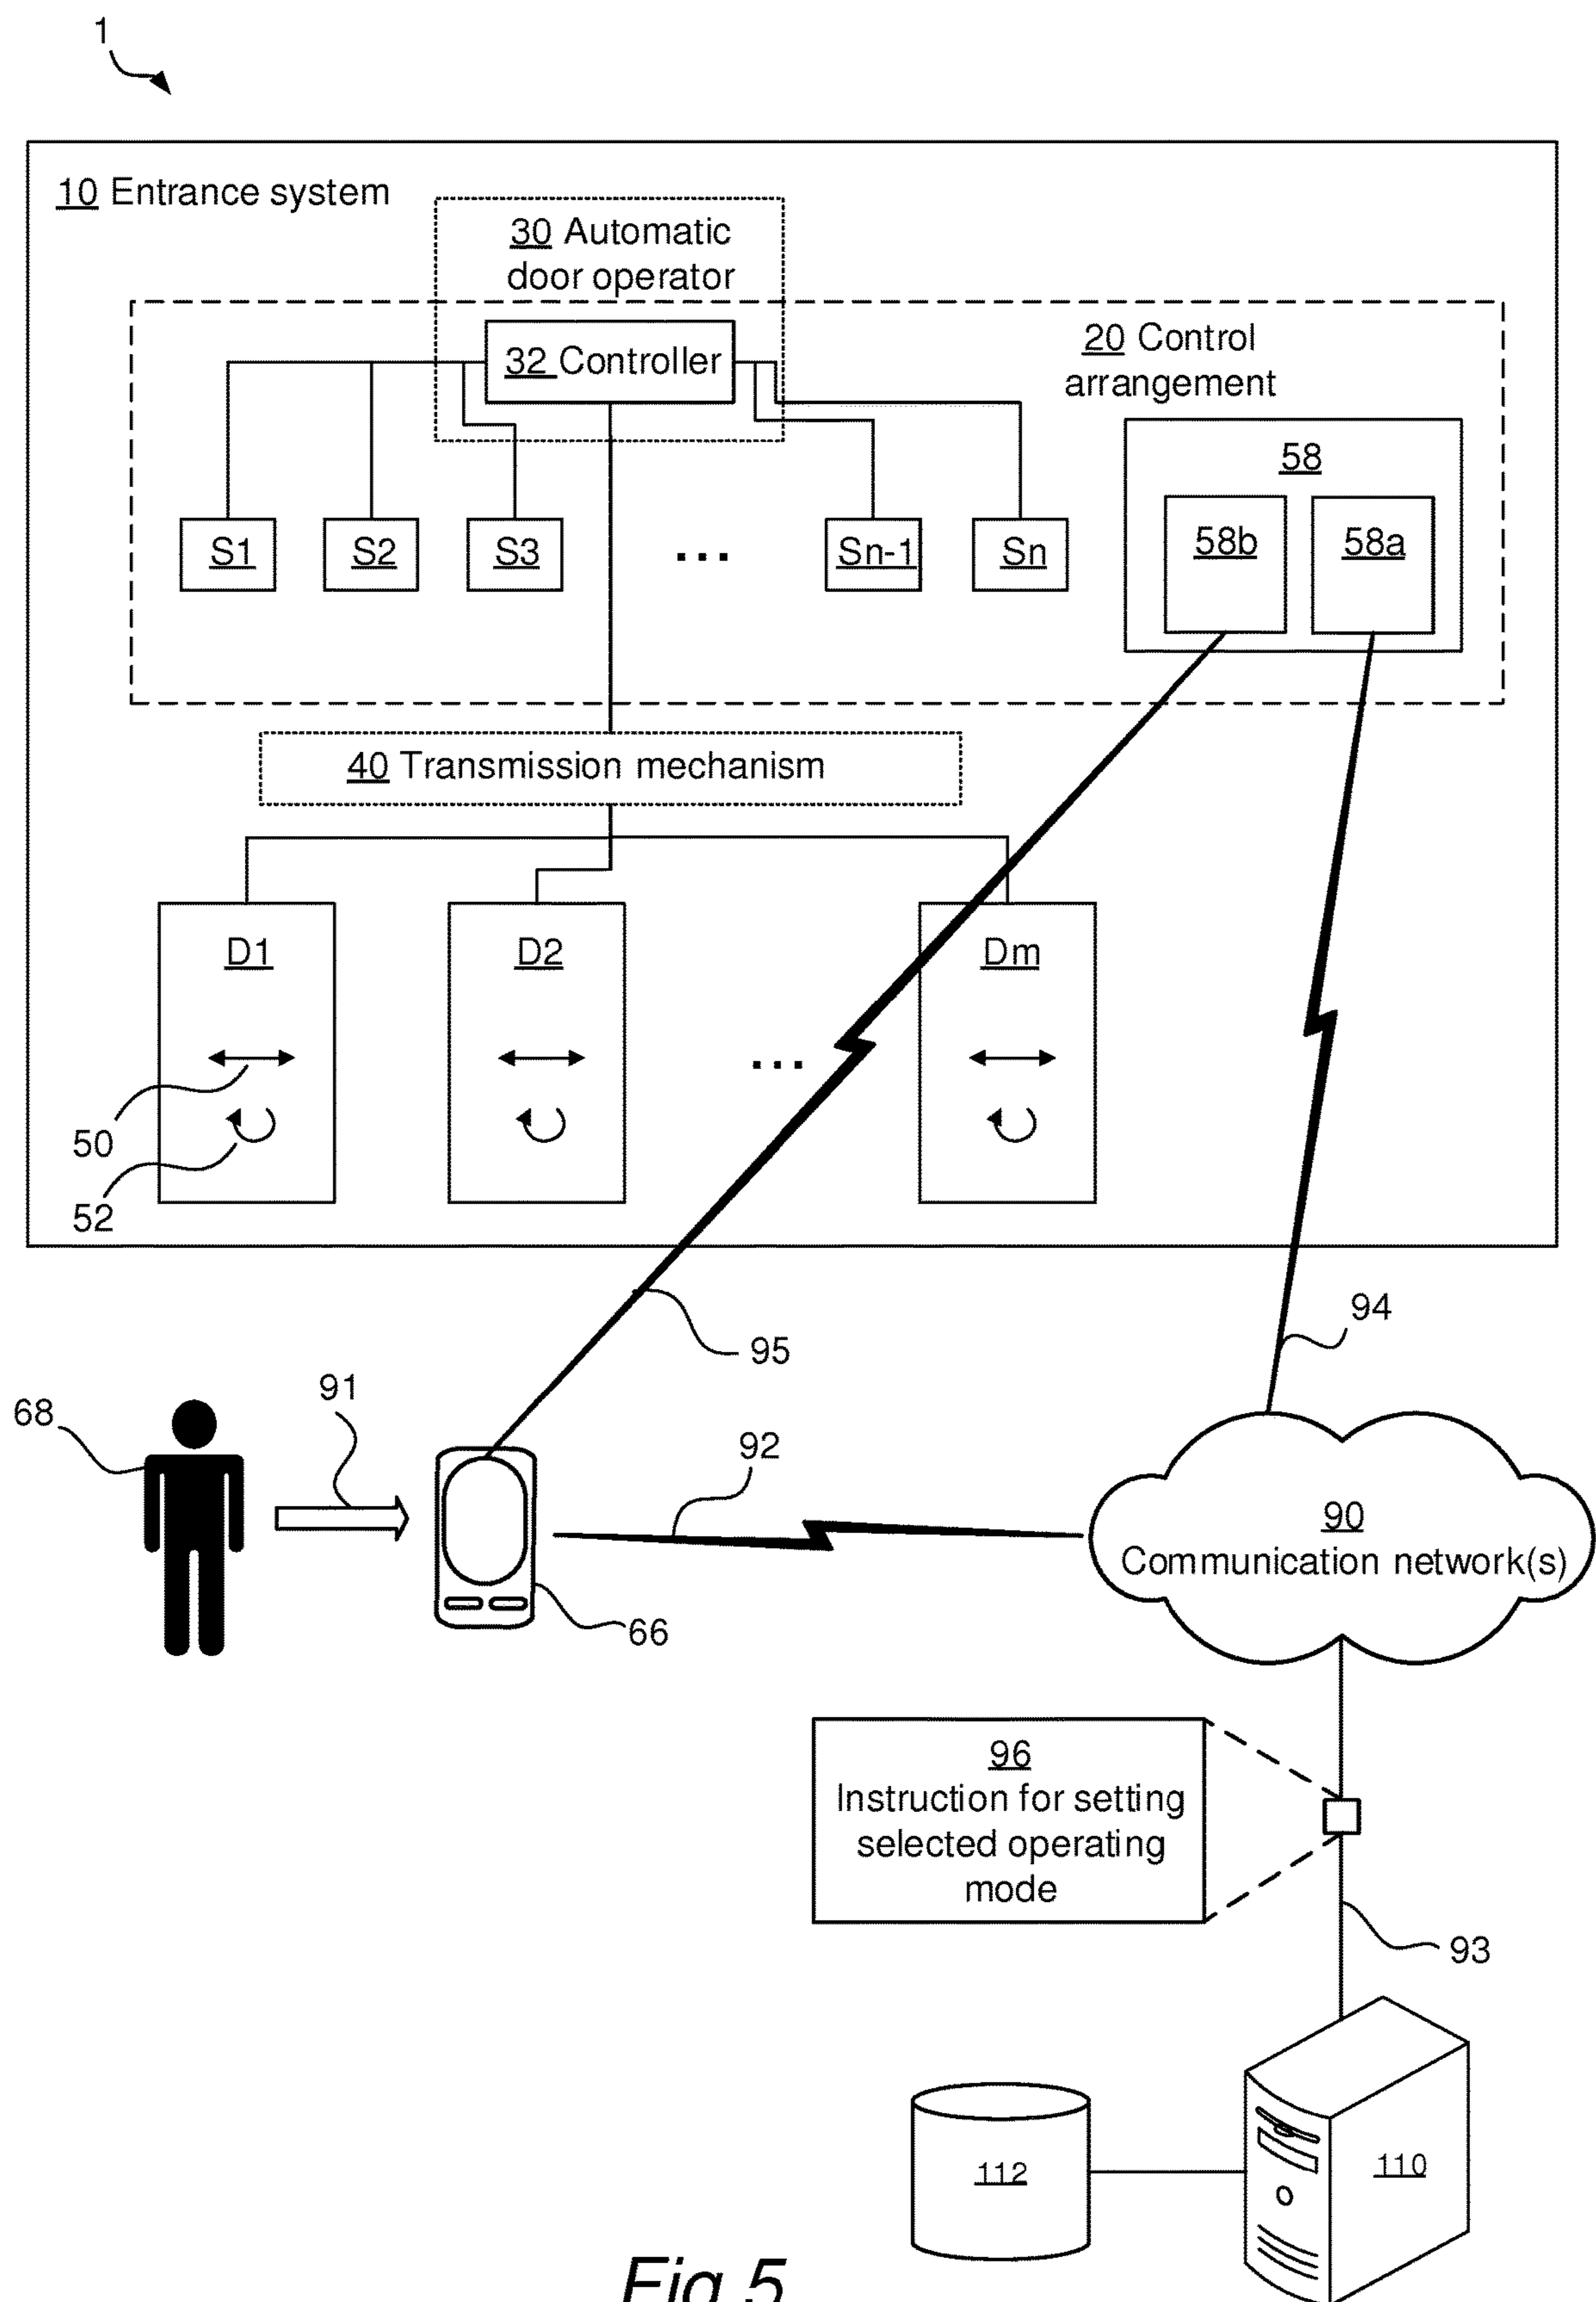 1
10 Entrance system
30 Automatic
door operator
32 Controller
20 Control
arrangement
58
58b
58a
S1
S2
S3
...
Sn-1
Sn
40 Transmission mechanism
D1
D2
Dm
...
50
52
94
95
91
68
92
90
Communication network(s)
66
96
Instruction for setting
selected operating
mode
93
112
110
Fig 5